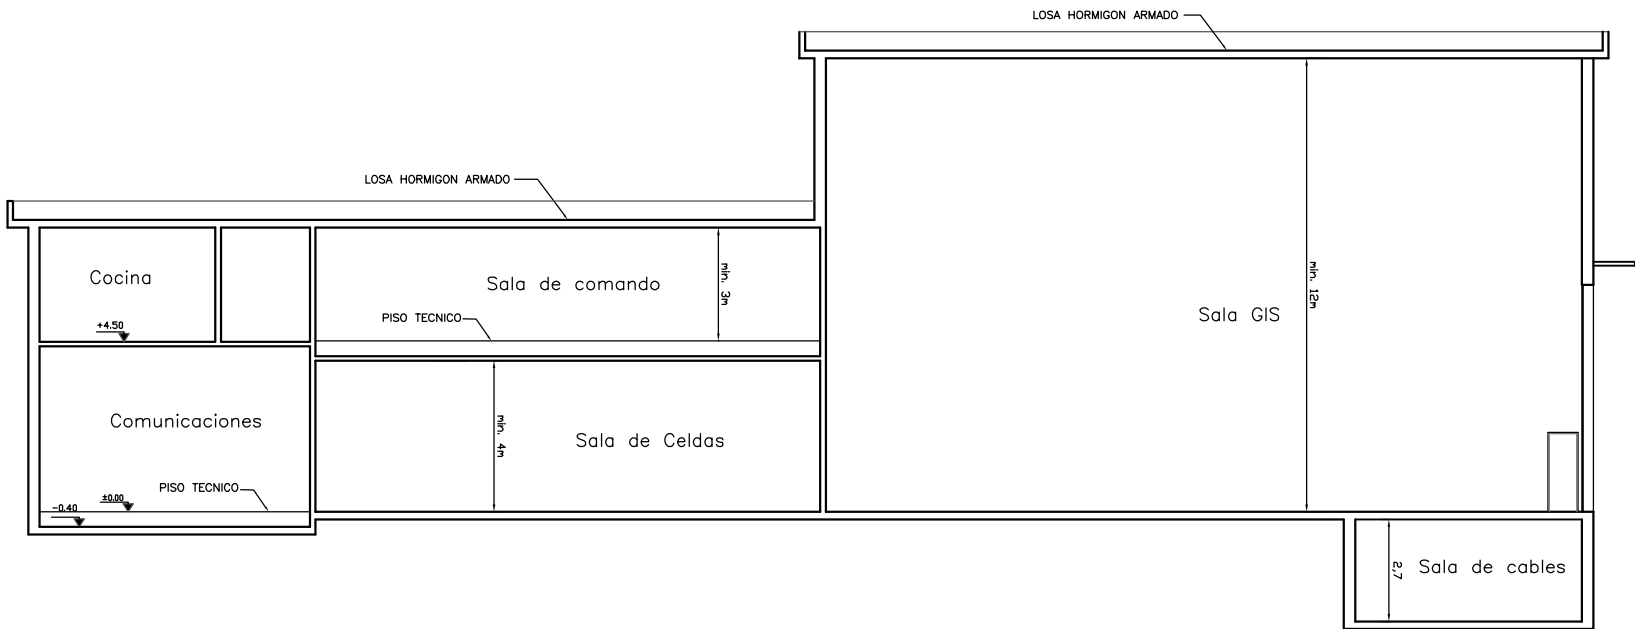 LOSA HORMIGON ARMADO
LOSA HORMIGON ARMADO
Cocina
Sala de comando
min. 3m
min. 12m
Sala GIS
+4.50
PISO TECNICO
Comunicaciones
min. 4m
Sala de Celdas
PISO TECNICO
±0.00
-0.40
2,7
Sala de cables